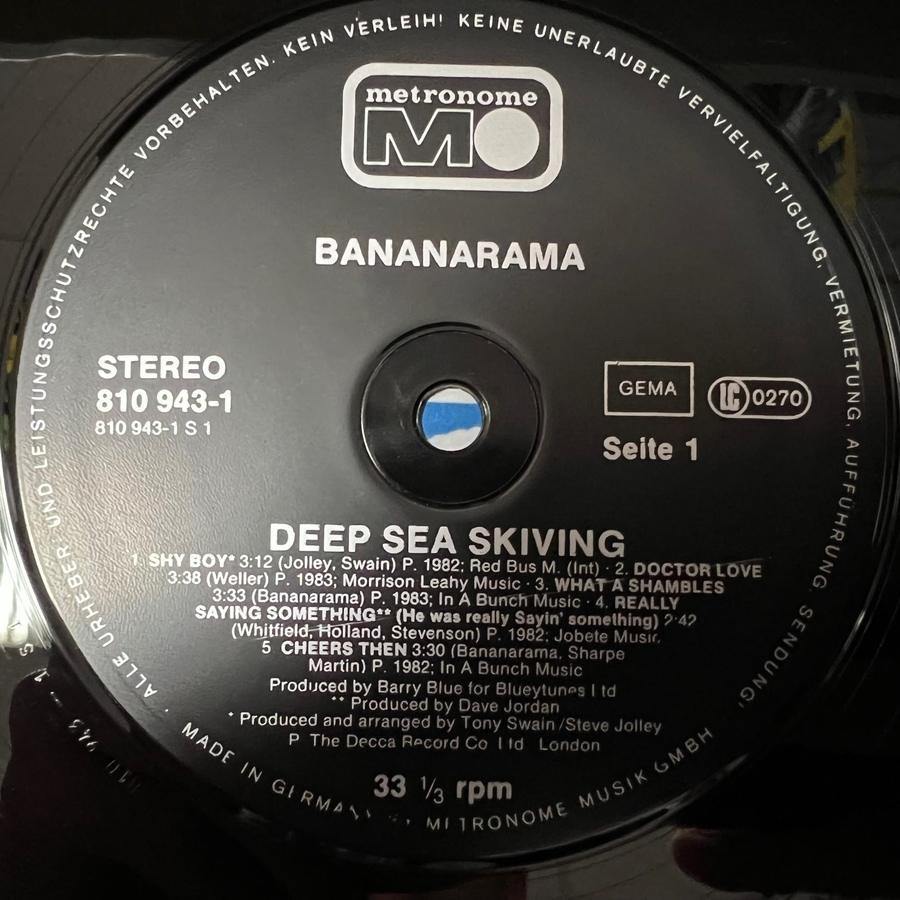 ALLE URHEBER- UND LEISTUNGSSCHUTZRECHTE VORBEHALTEN. KEIN VERLEIH! KEINE UNERLAUBTE VERVIELFALTIGUNG, VERMIETUNG, AUFFÜHRUNG, SENDUNG!
metronome
MO
BANANARAMA
STEREO
810 943-1
810 943-1 S 1
GEMA
LC 0270
Seite 1
DEEP SEA SKIVING
1 SHY BOY* 3:12 (Jolley, Swain) P. 1982; Red Bus M. (Int) · 2. DOCTOR LOVE
3:38 (Weller) P. 1983; Morrison Leahy Music · 3. WHAT A SHAMBLES
3:33 (Bananarama) P. 1983; In A Bunch Music · 4. REALLY
SAYING SOMETHING** (He was really Sayin' something) 2:42
(Whitfield, Holland, Stevenson) P. 1982; Jobete Music,
5 CHEERS THEN 3:30 (Bananarama, Sharpe
Martin) P. 1982; In A Bunch Music
Produced by Barry Blue for Blueytunes Ltd
** Produced by Dave Jordan
* Produced and arranged by Tony Swain/Steve Jolley
P The Decca Record Co Ltd London
33 1/3 rpm
MADE IN GERMANY · METRONOME MUSIK GMBH